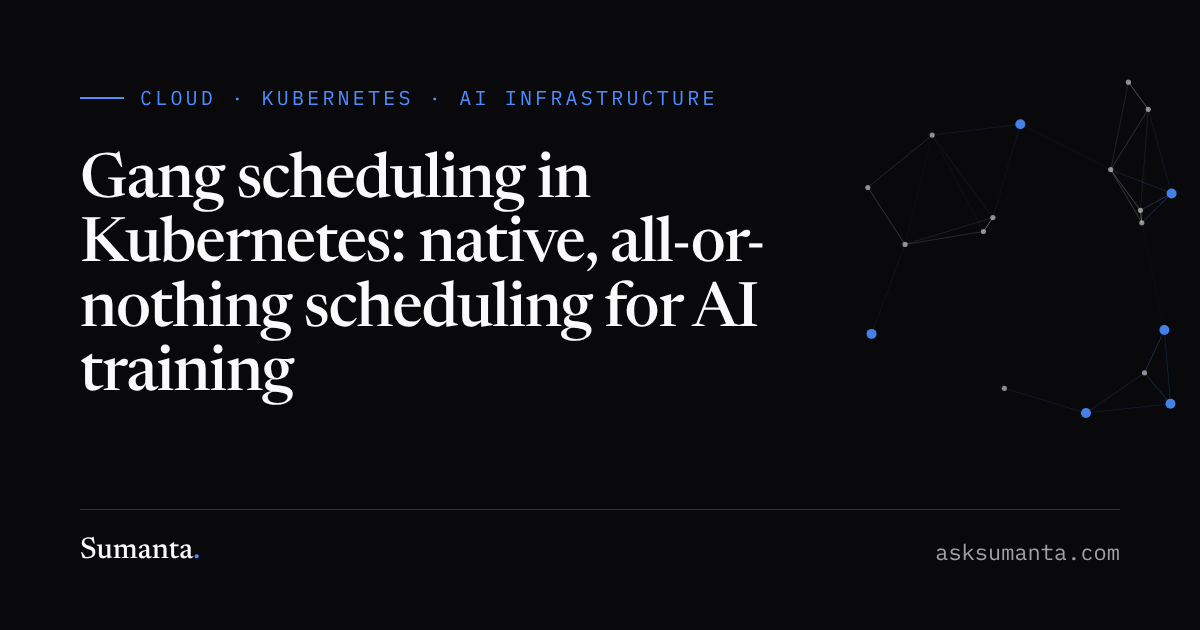 CLOUD · KUBERNETES · AI INFRASTRUCTURE
Gang scheduling in
Kubernetes: native, all-or-
nothing scheduling for AI
training
Sumanta.
asksumanta.com